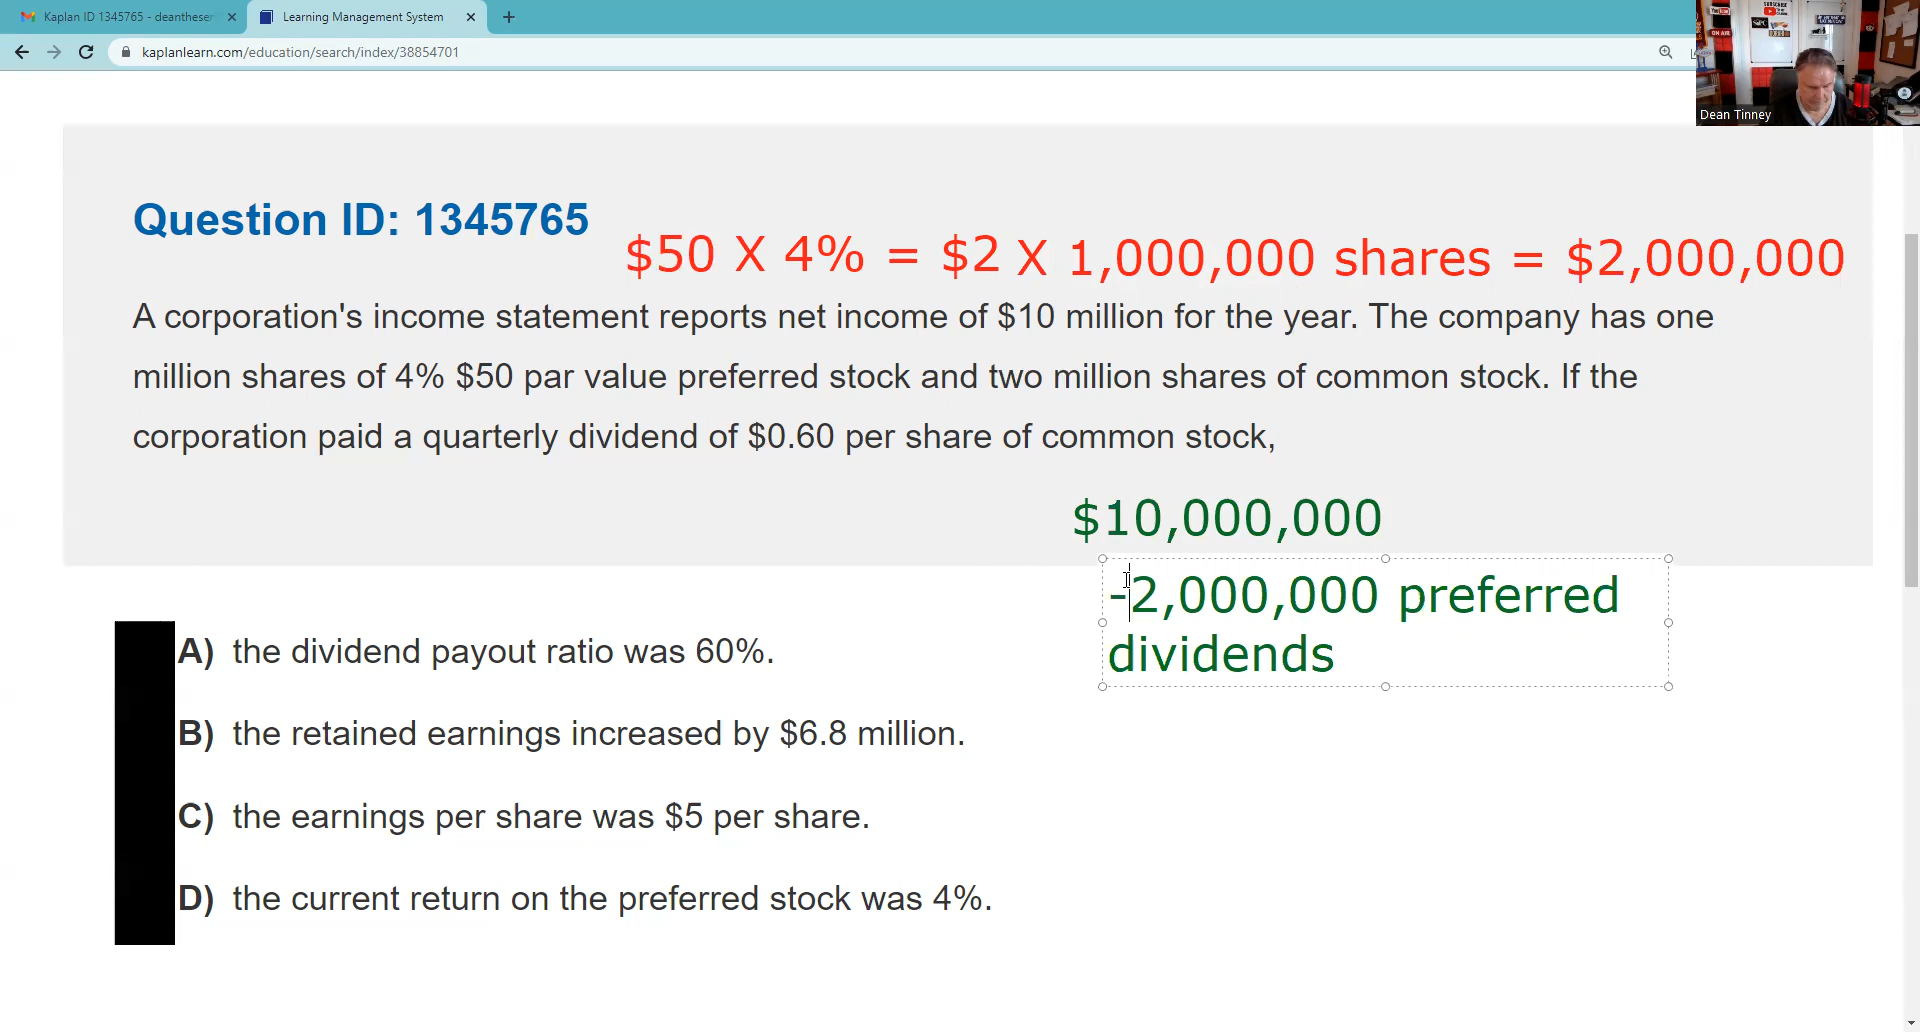 Kaplan ID 1345765 - deantheser
Learning Management System
kaplanlearn.com/education/search/index/38854701
ON AIR
SUBSCRIBE
Dean Tinney
Question ID: 1345765
$50 X 4% = $2 X 1,000,000 shares = $2,000,000
A corporation's income statement reports net income of $10 million for the year. The company has one
million shares of 4% $50 par value preferred stock and two million shares of common stock. If the
corporation paid a quarterly dividend of $0.60 per share of common stock,
$10,000,000
-2,000,000 preferred
dividends
A) the dividend payout ratio was 60%.
B) the retained earnings increased by $6.8 million.
C) the earnings per share was $5 per share.
D) the current return on the preferred stock was 4%.